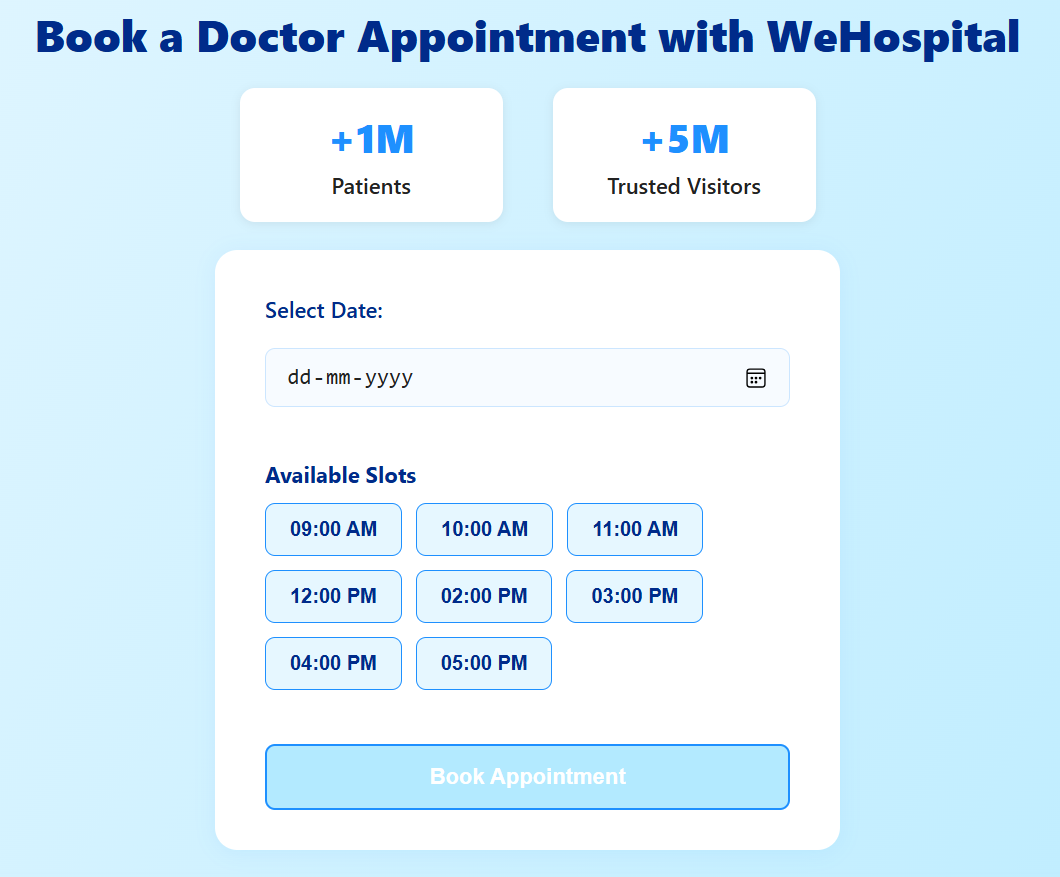 Book a Doctor Appointment with WeHospital
+1M
Patients
+5M
Trusted Visitors
Select Date:
dd-mm-yyyy
Available Slots
09:00 AM
10:00 AM
11:00 AM
12:00 PM
02:00 PM
03:00 PM
04:00 PM
05:00 PM
Book Appointment